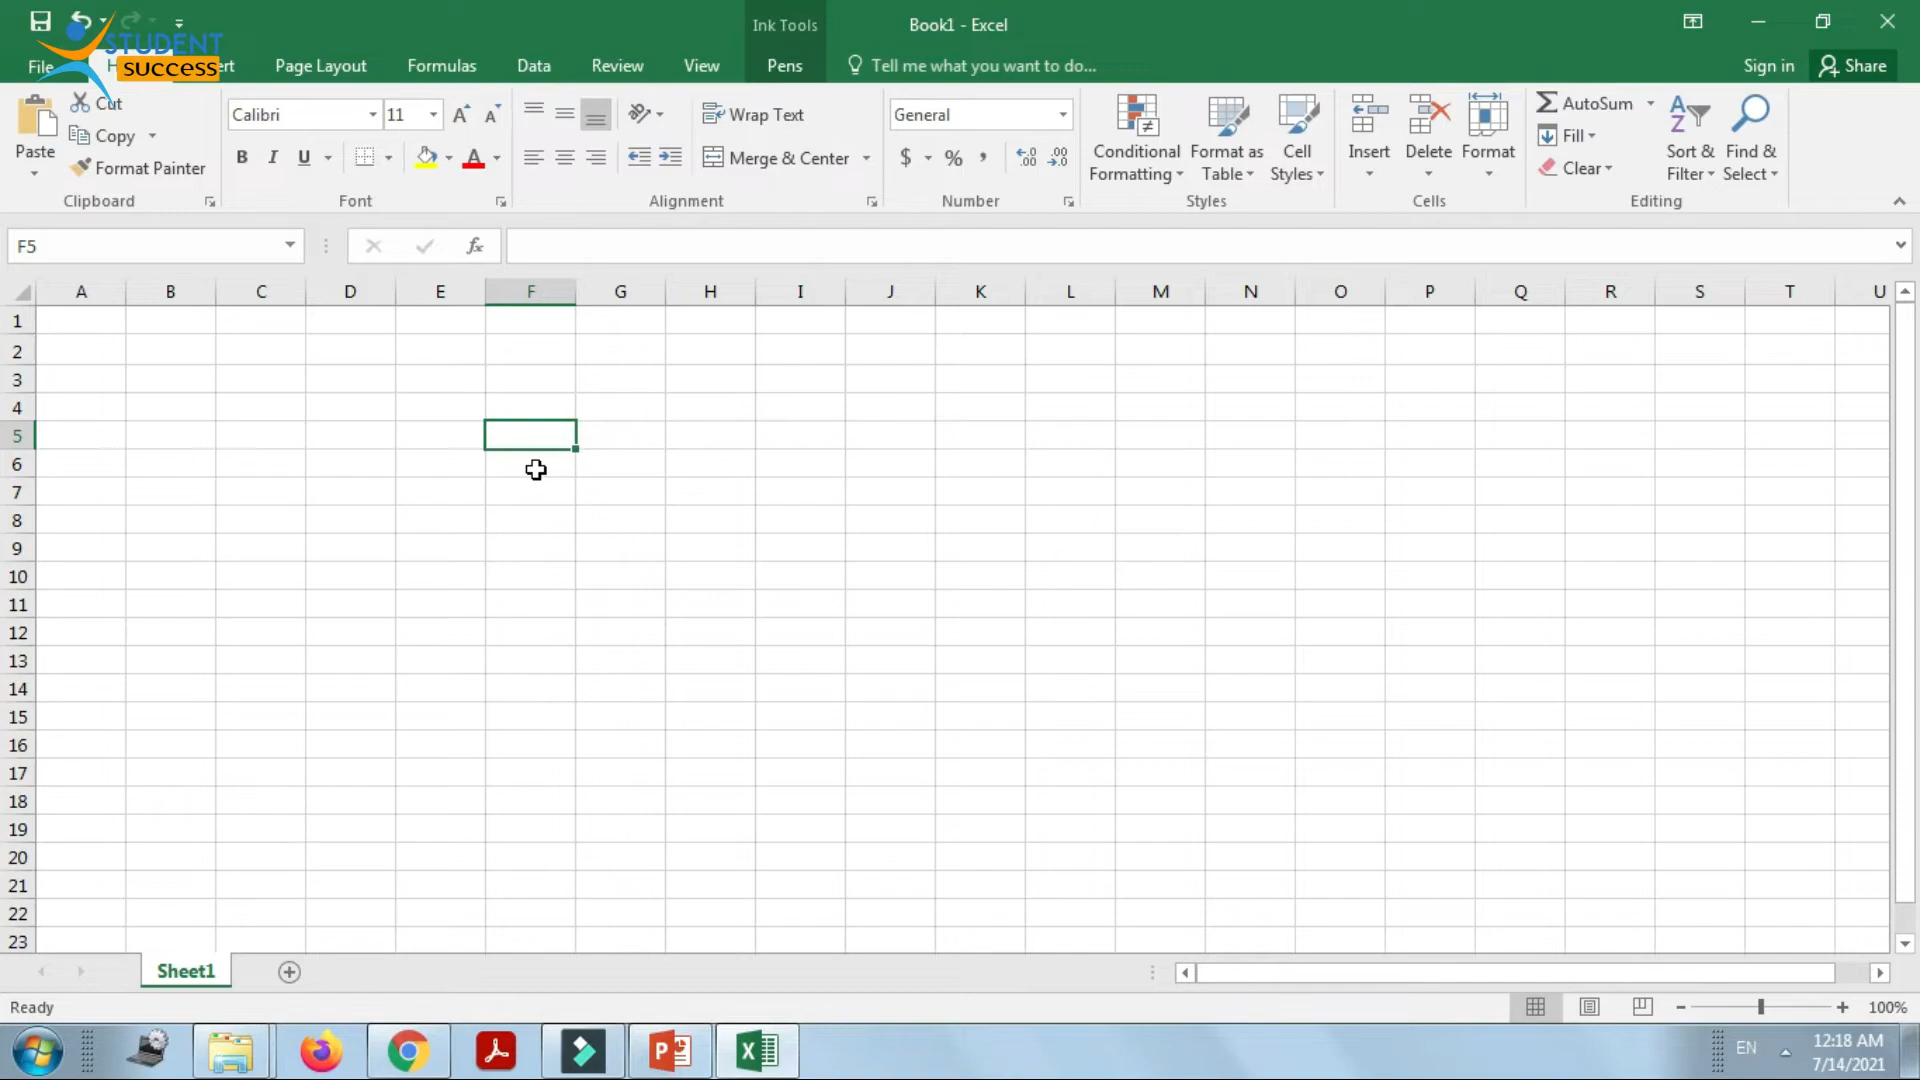 Ink Tools
Book1 - Excel
STUDENT
success
File
Page Layout
Formulas
Data
Review
View
Pens
Tell me what you want to do...
Sign in
Share
Paste
Cut
Copy
Format Painter
Clipboard
Calibri
11
B I U
Font
Wrap Text
Merge & Center
Alignment
General
$ % ,
Number
Conditional Formatting
Format as Table
Cell Styles
Styles
Insert
Delete
Format
Cells
AutoSum
Fill
Clear
Sort & Filter
Find & Select
Editing
F5
fx
A B C D E F G H I J K L M N O P Q R S T U
1
2
3
4
5
6
7
8
9
10
11
12
13
14
15
16
17
18
19
20
21
22
23
Sheet1
Ready
100%
EN
12:18 AM
7/14/2021